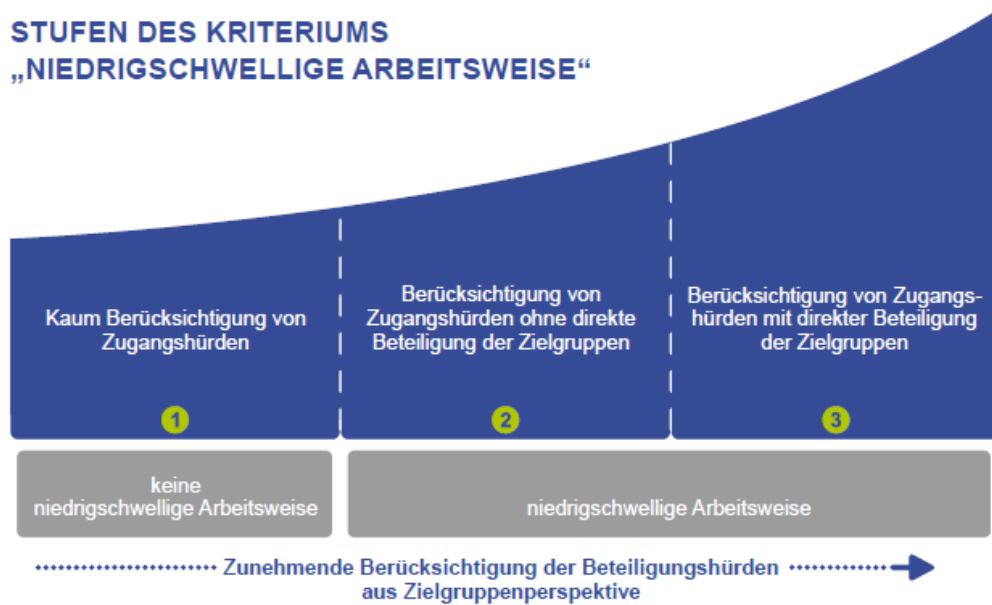 STUFEN DES KRITERIUMS
„NIEDRIGSCHWELLIGE ARBEITSWEISE“
Kaum Berücksichtigung von
Zugangshürden
1
Berücksichtigung von
Zugangshürden ohne direkte
Beteiligung der Zielgruppen
2
Berücksichtigung von Zugangs-
hürden mit direkter Beteiligung
der Zielgruppen
3
keine
niedrigschwellige Arbeitsweise
niedrigschwellige Arbeitsweise
Zunehmende Berücksichtigung der Beteiligungshürden
aus Zielgruppenperspektive